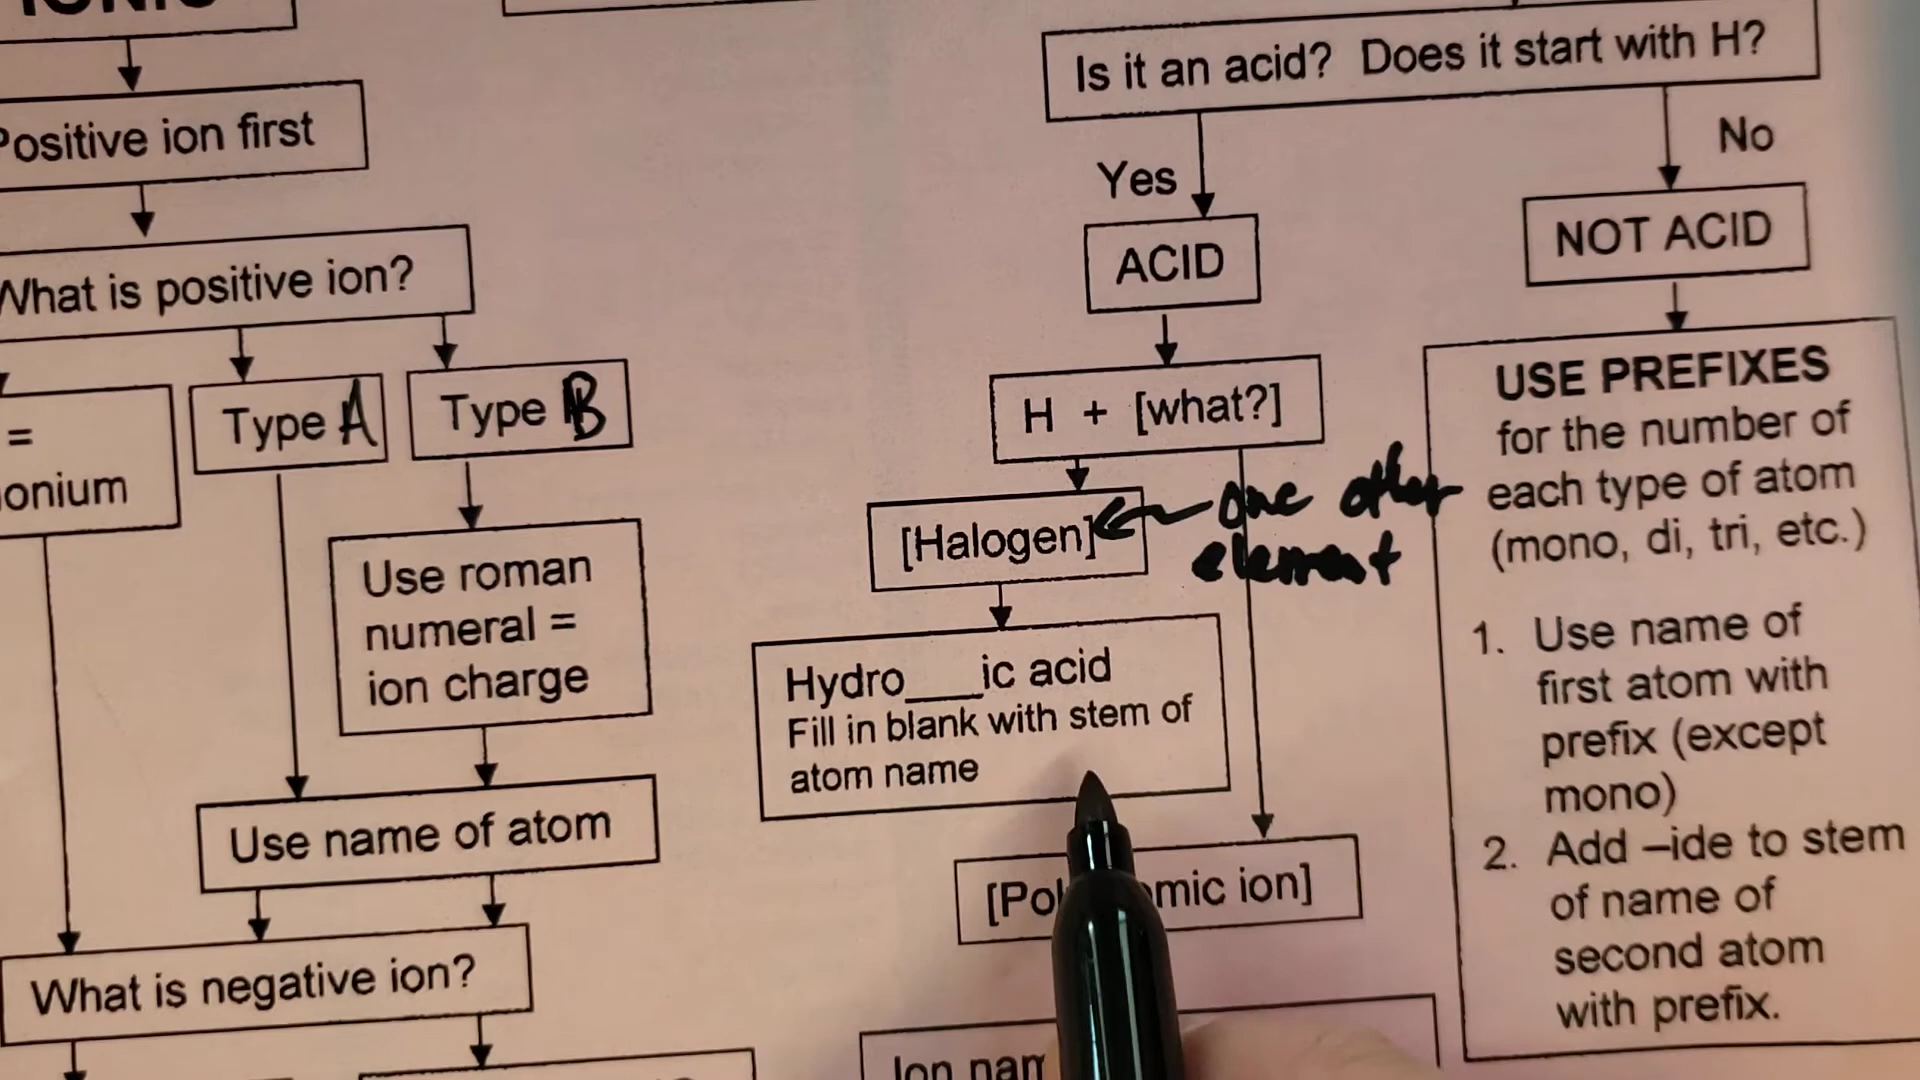 IONIC
Positive ion first
What is positive ion?
=
onium
Type A
Type B
Use roman
numeral =
ion charge
Use name of atom
What is negative ion?
Is it an acid? Does it start with H?
Yes
No
ACID
NOT ACID
H + [what?]
[Halogen]
one other
element
Hydro___ic acid
Fill in blank with stem of
atom name
mic ion]
USE PREFIXES
for the number of
each type of atom
(mono, di, tri, etc.)
1. Use name of
first atom with
prefix (except
mono)
2. Add –ide to stem
of name of
second atom
with prefix.
Ion